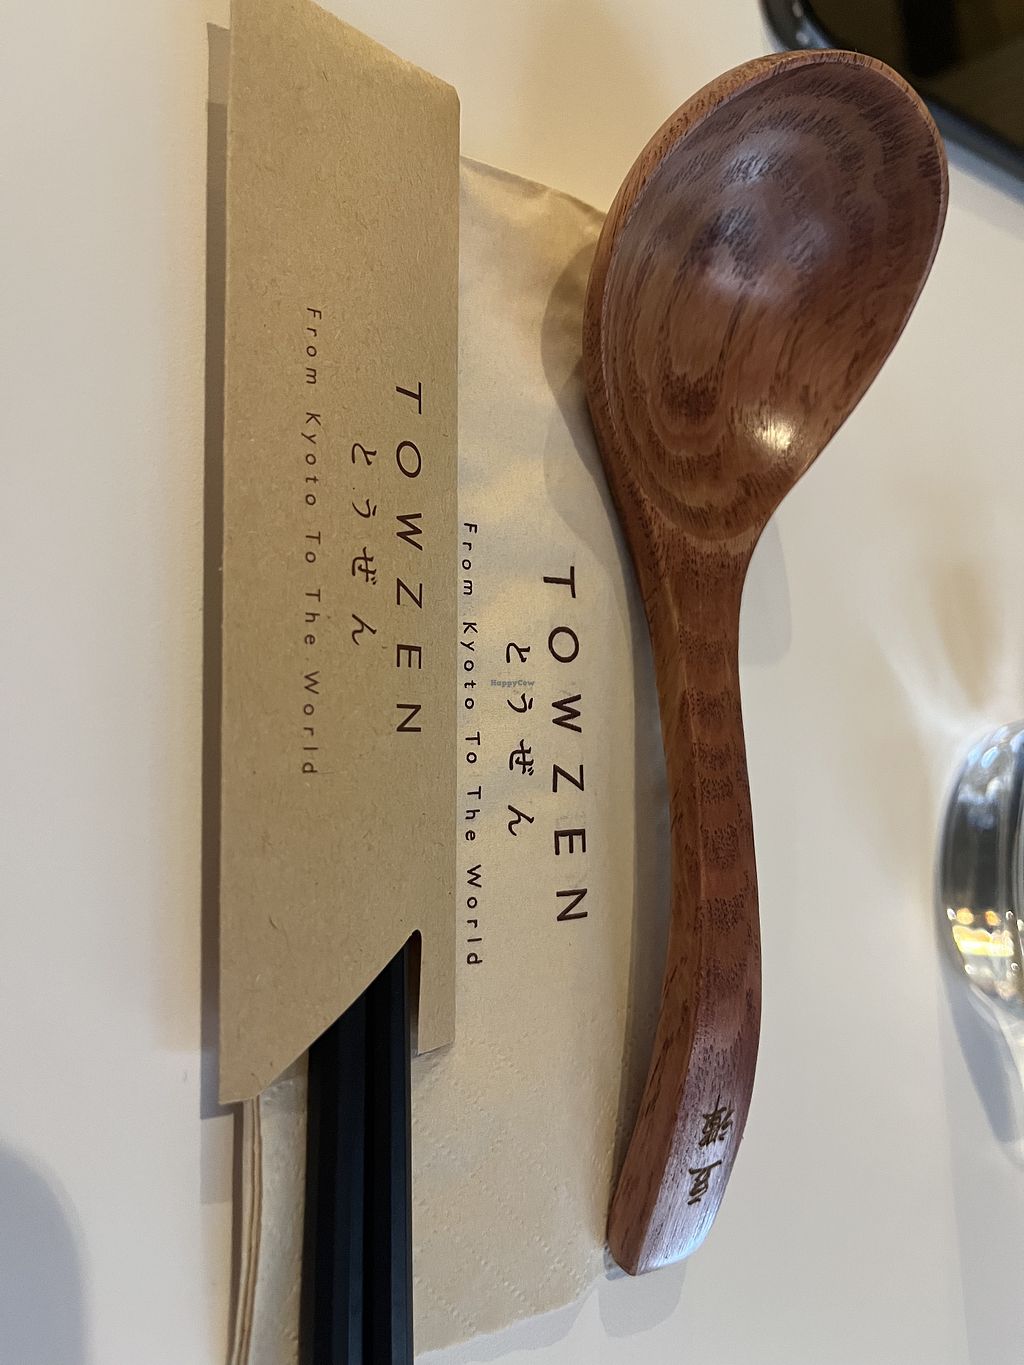 TOWZEN
とうぜん
From Kyoto To The World
TOWZEN
とうぜん
From Kyoto To The World
HappyCow